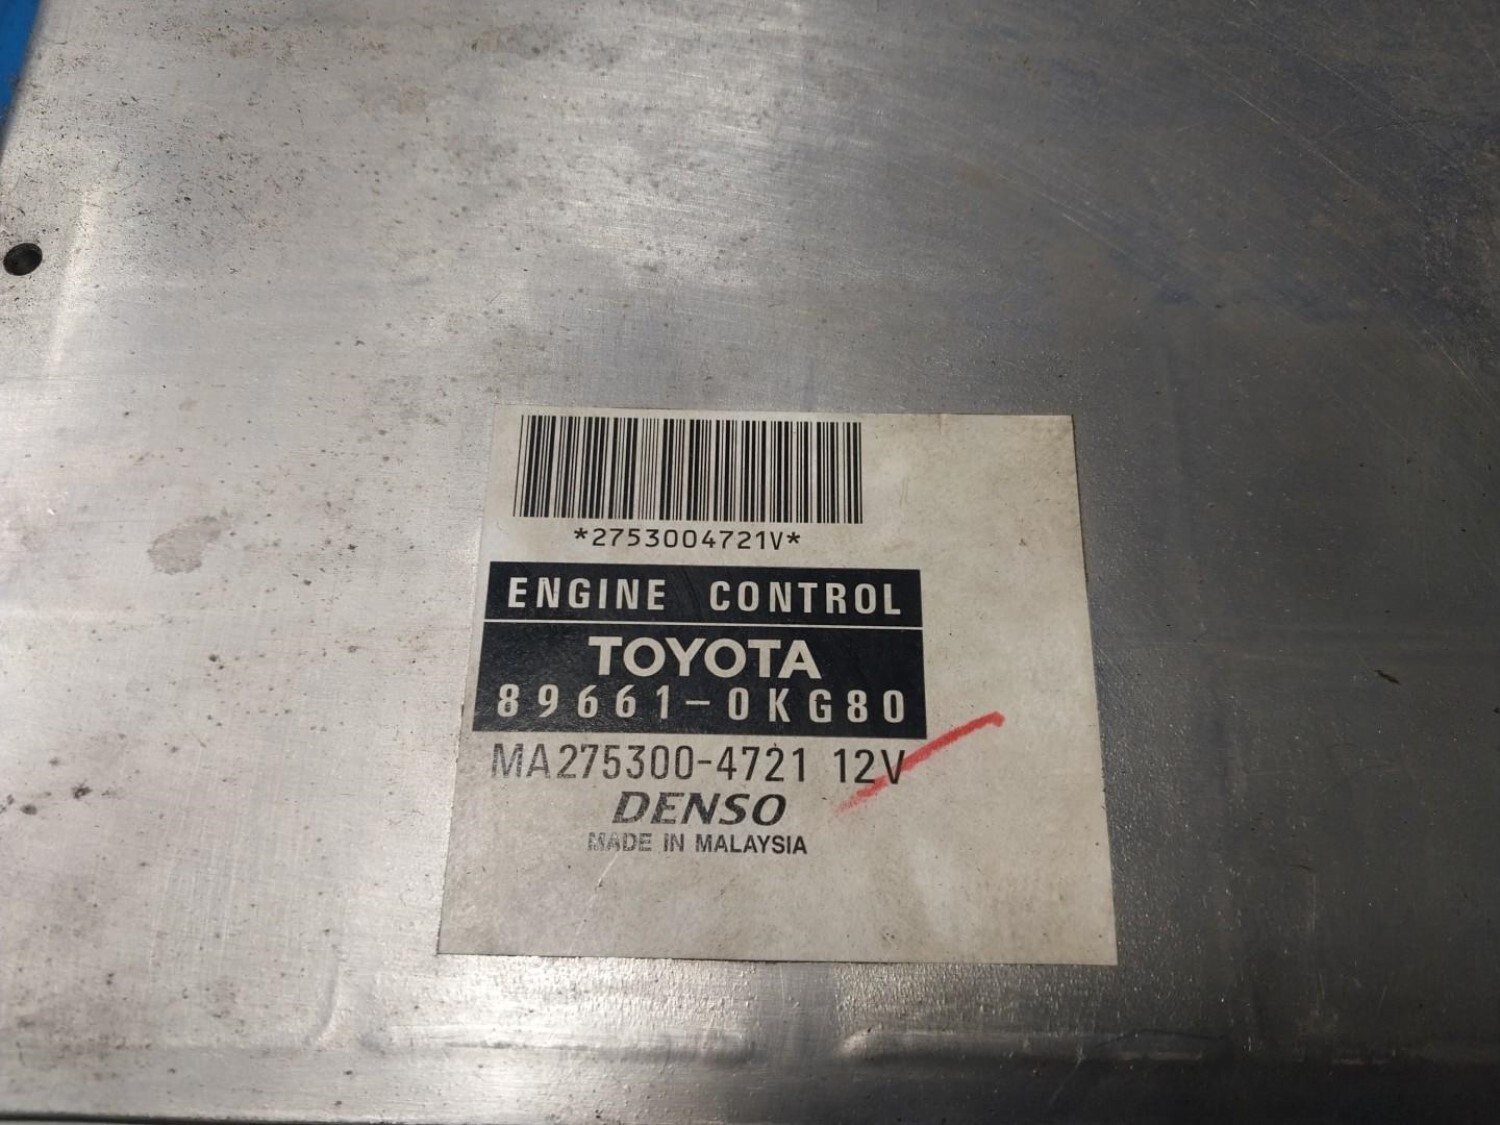 *2753004721V*
ENGINE CONTROL
TOYOTA
89661-0KG80
MA275300-4721 12V
DENSO
MADE IN MALAYSIA